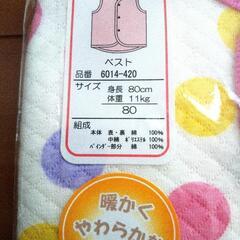 ベスト
品番 6014-420
サイズ 身長 80cm
体重 11kg
80
組成
本体 表・裏 綿 100%
中綿 ポリエステル 100%
バインダー部分 綿 100%
暖かく
やわらかな